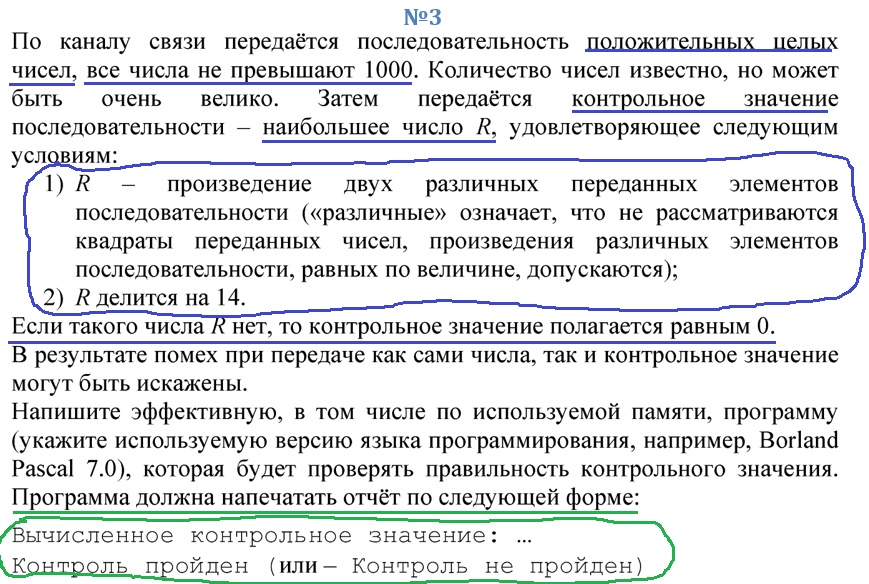 №3
По каналу связи передаётся последовательность положительных целых
чисел, все числа не превышают 1000. Количество чисел известно, но может
быть очень велико. Затем передаётся контрольное значение
последовательности – наибольшее число R, удовлетворяющее следующим
условиям:
1) R – произведение двух различных переданных элементов
последовательности («различные» означает, что не рассматриваются
квадраты переданных чисел, произведения различных элементов
последовательности, равных по величине, допускаются);
2) R делится на 14.
Если такого числа R нет, то контрольное значение полагается равным 0.
В результате помех при передаче как сами числа, так и контрольное значение
могут быть искажены.
Напишите эффективную, в том числе по используемой памяти, программу
(укажите используемую версию языка программирования, например, Borland
Pascal 7.0), которая будет проверять правильность контрольного значения.
Программа должна напечатать отчёт по следующей форме:
Вычисленное контрольное значение: …
Контроль пройден (или – Контроль не пройден)